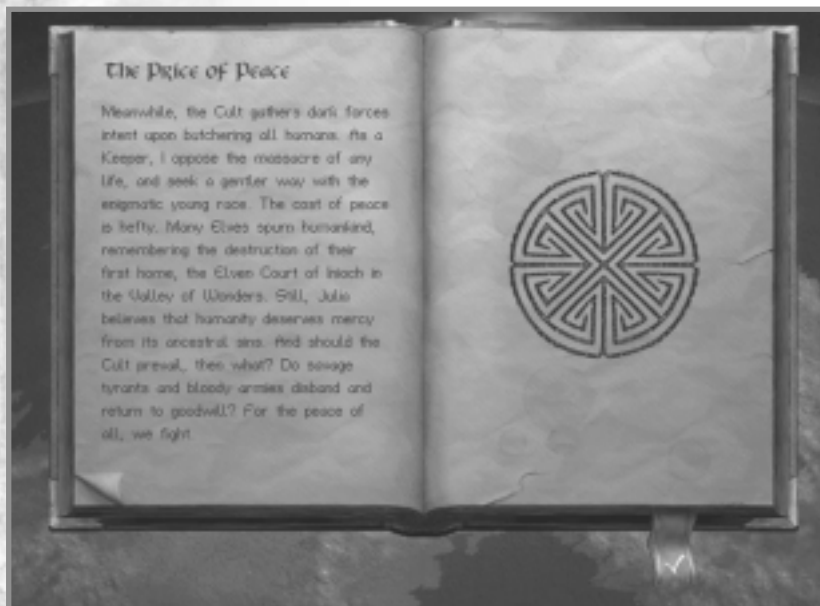 The Price of Peace
Meanwhile, the Cult gathers dark forces
intent upon butchering all humans. As a
Keeper, I oppose the massacre of any
life, and seek a gentler way with the
enigmatic young race. The cost of peace
is hefty. Many Elves spurn humankind,
remembering the destruction of their
first home, the Elven Court of in
the Valley of Wonders. Still, Julia
believes that humanity deserves mercy
from its ancestral sins. And should the
Cult prevail, then what? Do savage
tyrants and bloody armies disband and
return to goodwill? For the peace of
all, we fight.